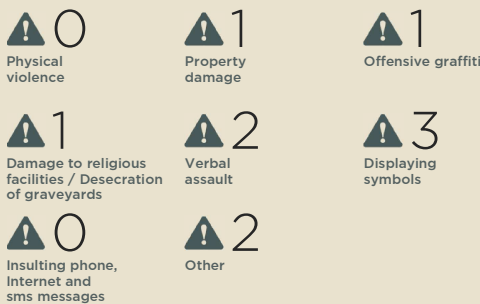 0
Physical
violence
1
Property
damage
1
Offensive graffiti
1
Damage to religious
facilities / Desecration
of graveyards
2
Verbal
assault
3
Displaying
symbols
0
Insulting phone,
Internet and
sms messages
2
Other